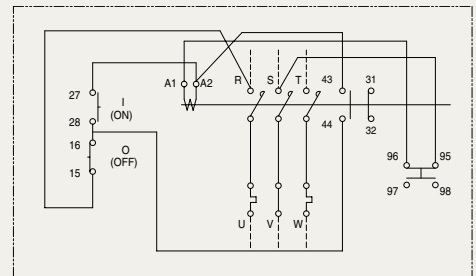 A1 A2 R S T 43 31
27 I
(ON)
28
16 O
(OFF)
15
44 32
96 95
97 98
U V W